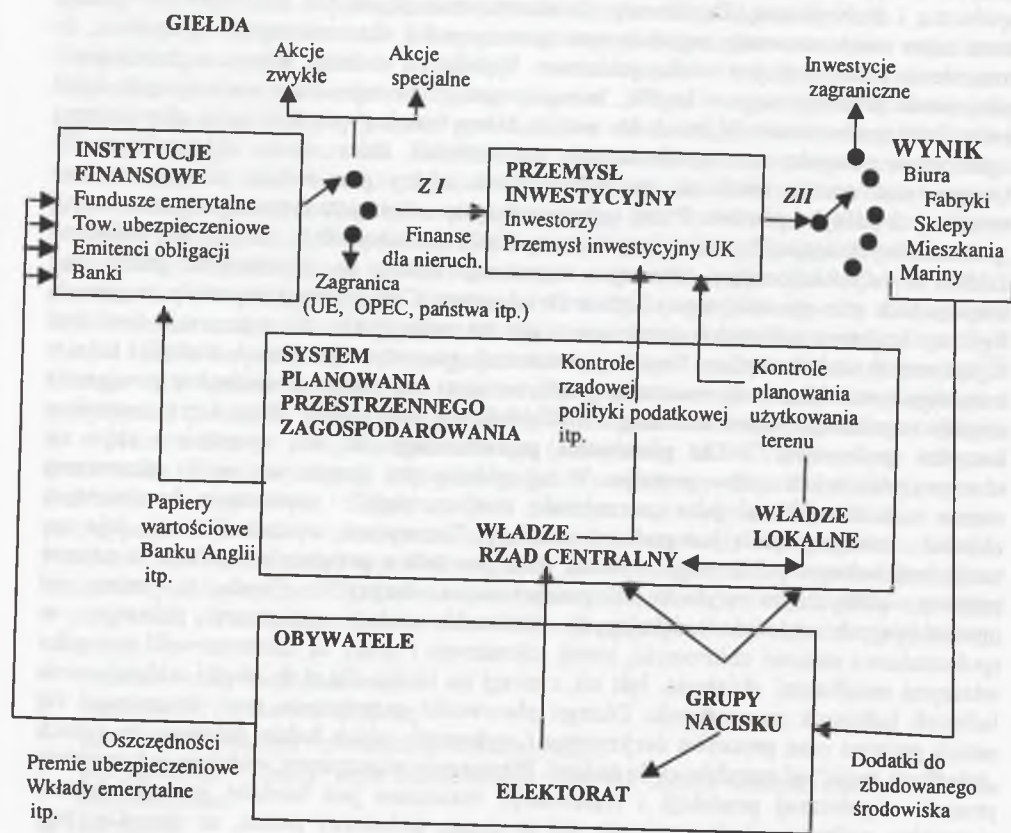 GIEŁDA
Akcje
zwykłe
Akcje
specjalne
Inwestycje
zagraniczne
INSTYTUCJE
FINANSOWE
Fundusze emerytalne
Tow. ubezpieczeniowe
Emitenci obligacji
Banki
Z I
Finanse
dla nieruch.
Zagranica
(UE, OPEC, państwa itp.)
PRZEMYSŁ
INWESTYCYJNY
Inwestorzy
Przemysł inwestycyjny UK
ZII
WYNIK
Biura
Fabryki
Sklepy
Mieszkania
Mariny
SYSTEM
PLANOWANIA
PRZESTRZENNEGO
ZAGOSPODAROWANIA
Kontrole
rządowej
polityki podatkowej
itp.
Kontrole
planowania
użytkowania
terenu
Papiery
wartościowe
Banku Anglii
itp.
WŁADZE
RZĄD CENTRALNY
WŁADZE
LOKALNE
OBYWATELE
GRUPY
NACISKU
ELEKTORAT
Oszczędności
Premie ubezpieczeniowe
Wkłady emerytalne
itp.
Dodatki do
zbudowanego
środowiska